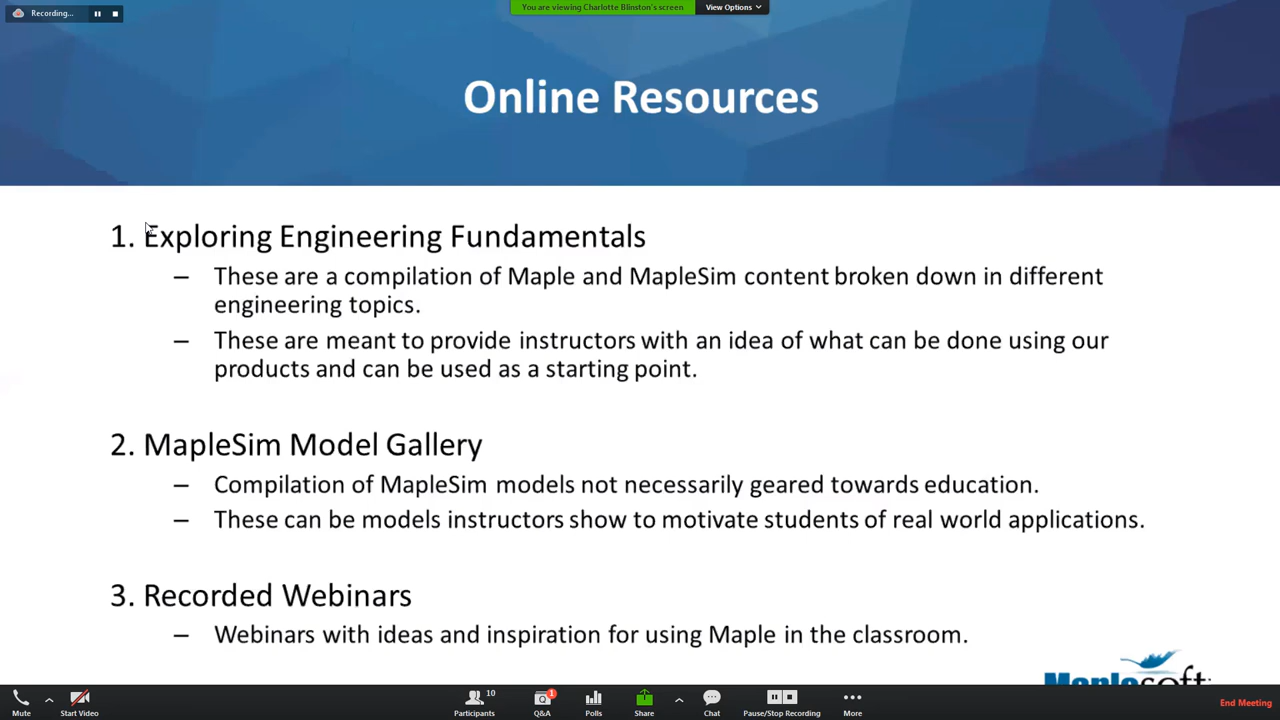 Recording...
You are viewing Charlotte Blinston's screen
View Options
Online Resources
1. Exploring Engineering Fundamentals
– These are a compilation of Maple and MapleSim content broken down in different
engineering topics.
– These are meant to provide instructors with an idea of what can be done using our
products and can be used as a starting point.
2. MapleSim Model Gallery
– Compilation of MapleSim models not necessarily geared towards education.
– These can be models instructors show to motivate students of real world applications.
3. Recorded Webinars
– Webinars with ideas and inspiration for using Maple in the classroom.
Maplesoft
Mute
Start Video
10
Participants
1
Q&A
Polls
Share
Chat
Pause/Stop Recording
More
End Meeting